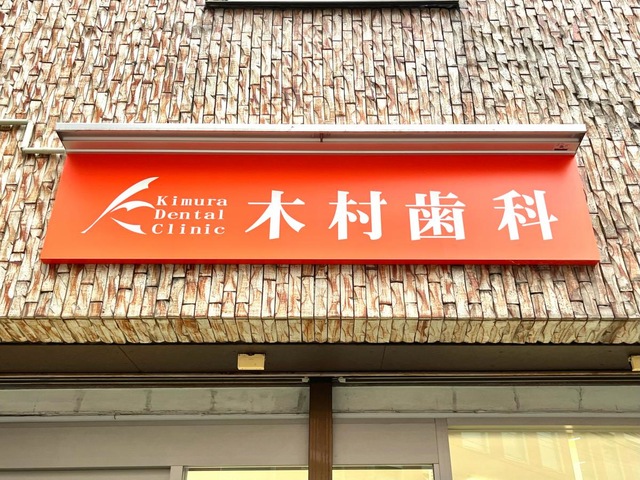 Kimura
Dental
Clinic
木村歯科